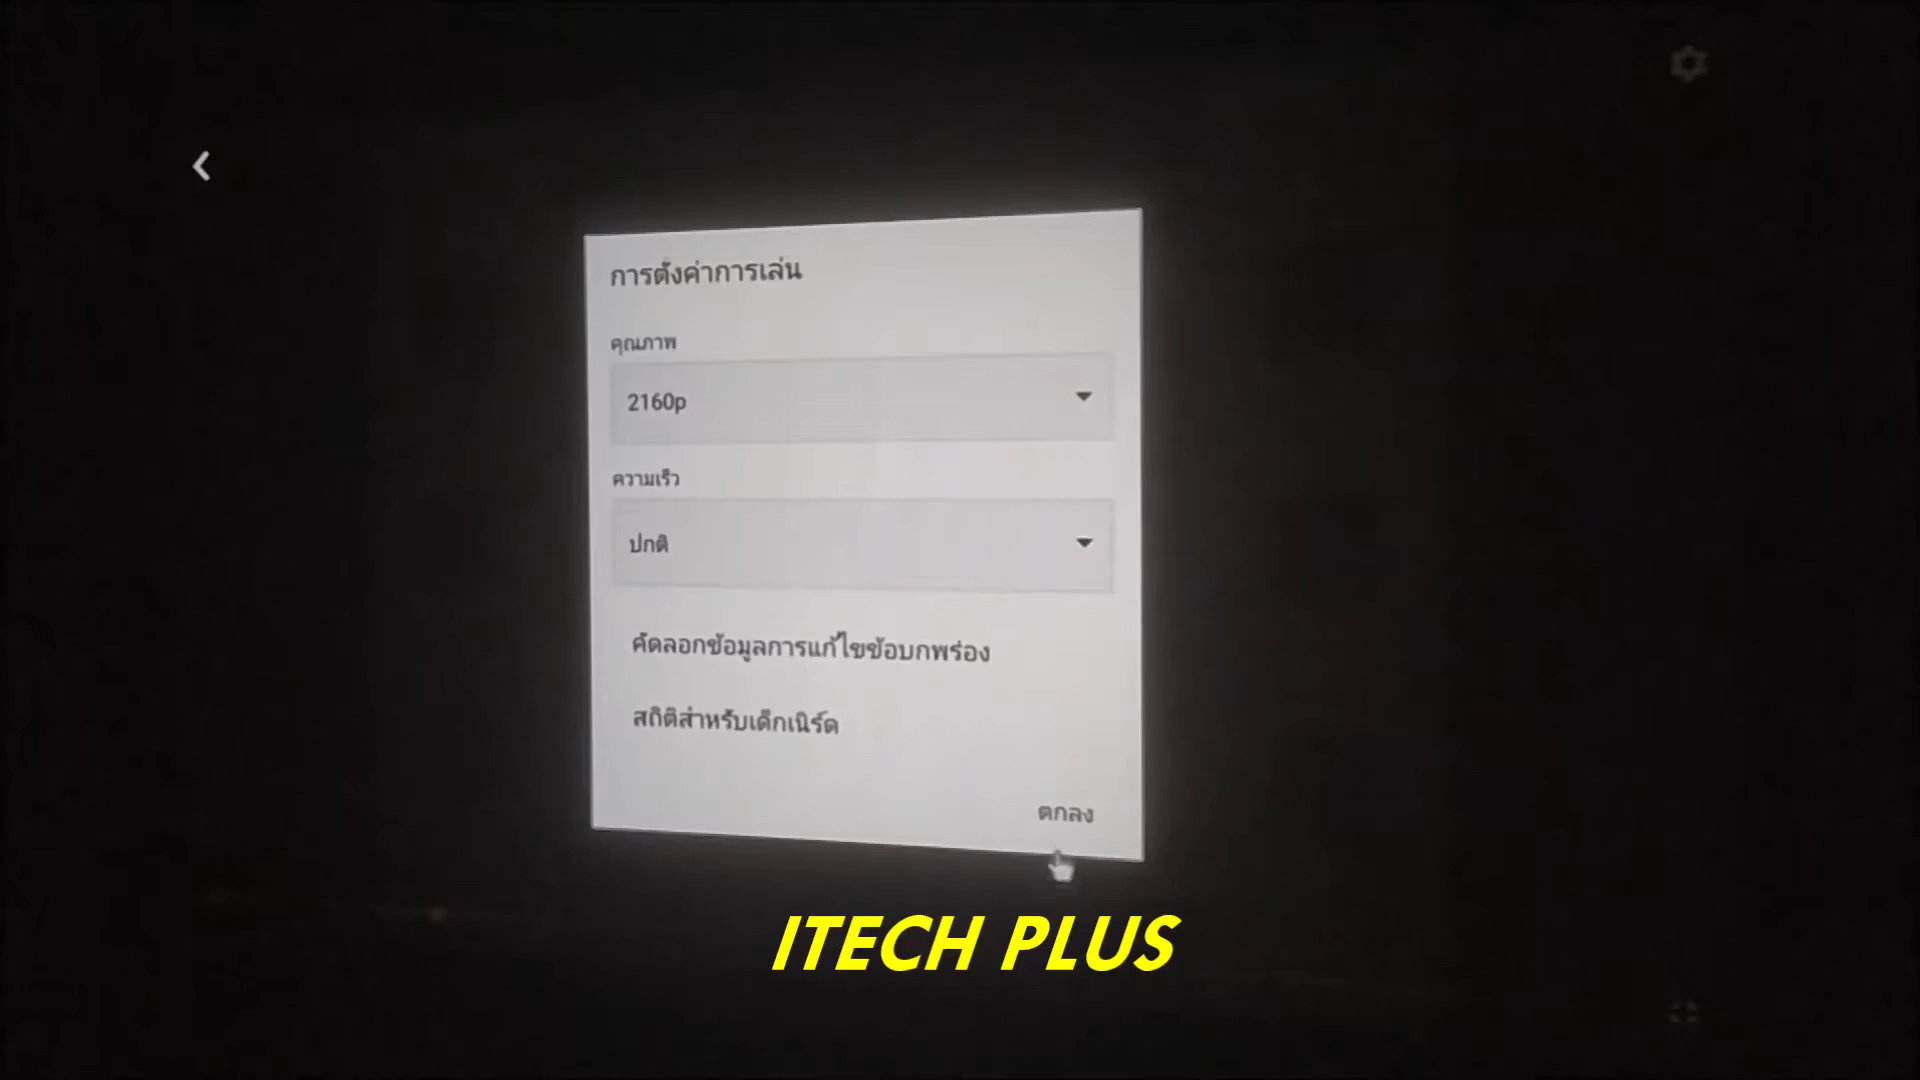 การตั้งค่าการเล่น
คุณภาพ
2160p
ความเร็ว
ปกติ
คัดลอกข้อมูลการแก้ไขข้อบกพร่อง
สถิติสำหรับเด็กเนิร์ด
ตกลง
ITECH PLUS